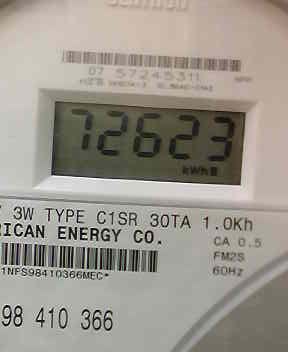 07 57245311
72623
kWh
3W TYPE C1SR 30TA 1.0Kh
RICAN ENERGY CO.
CA 0.5
FM2S
60Hz
1NFS98410366MEC*
98 410 366